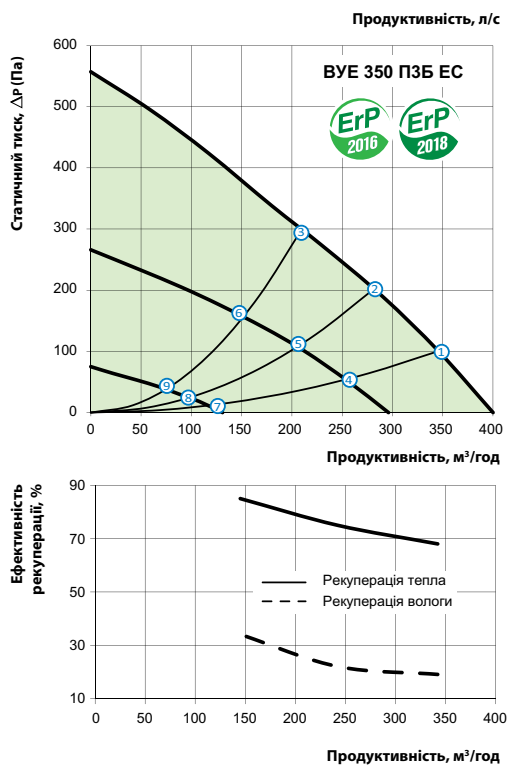 Продуктивність, л/с
600
500
400
300
200
100
0
Статичний тиск, △P (Па)
ВУЕ 350 П3Б ЕС
ErP
2016
ErP
2018
3
2
1
6
5
4
9
8
7
0 50 100 150 200 250 300 350 400
Продуктивність, м³/год
90
70
50
30
10
Ефективність
рекуперації, %
Рекуперація тепла
Рекуперація вологи
0 50 100 150 200 250 300 350 400
Продуктивність, м³/год